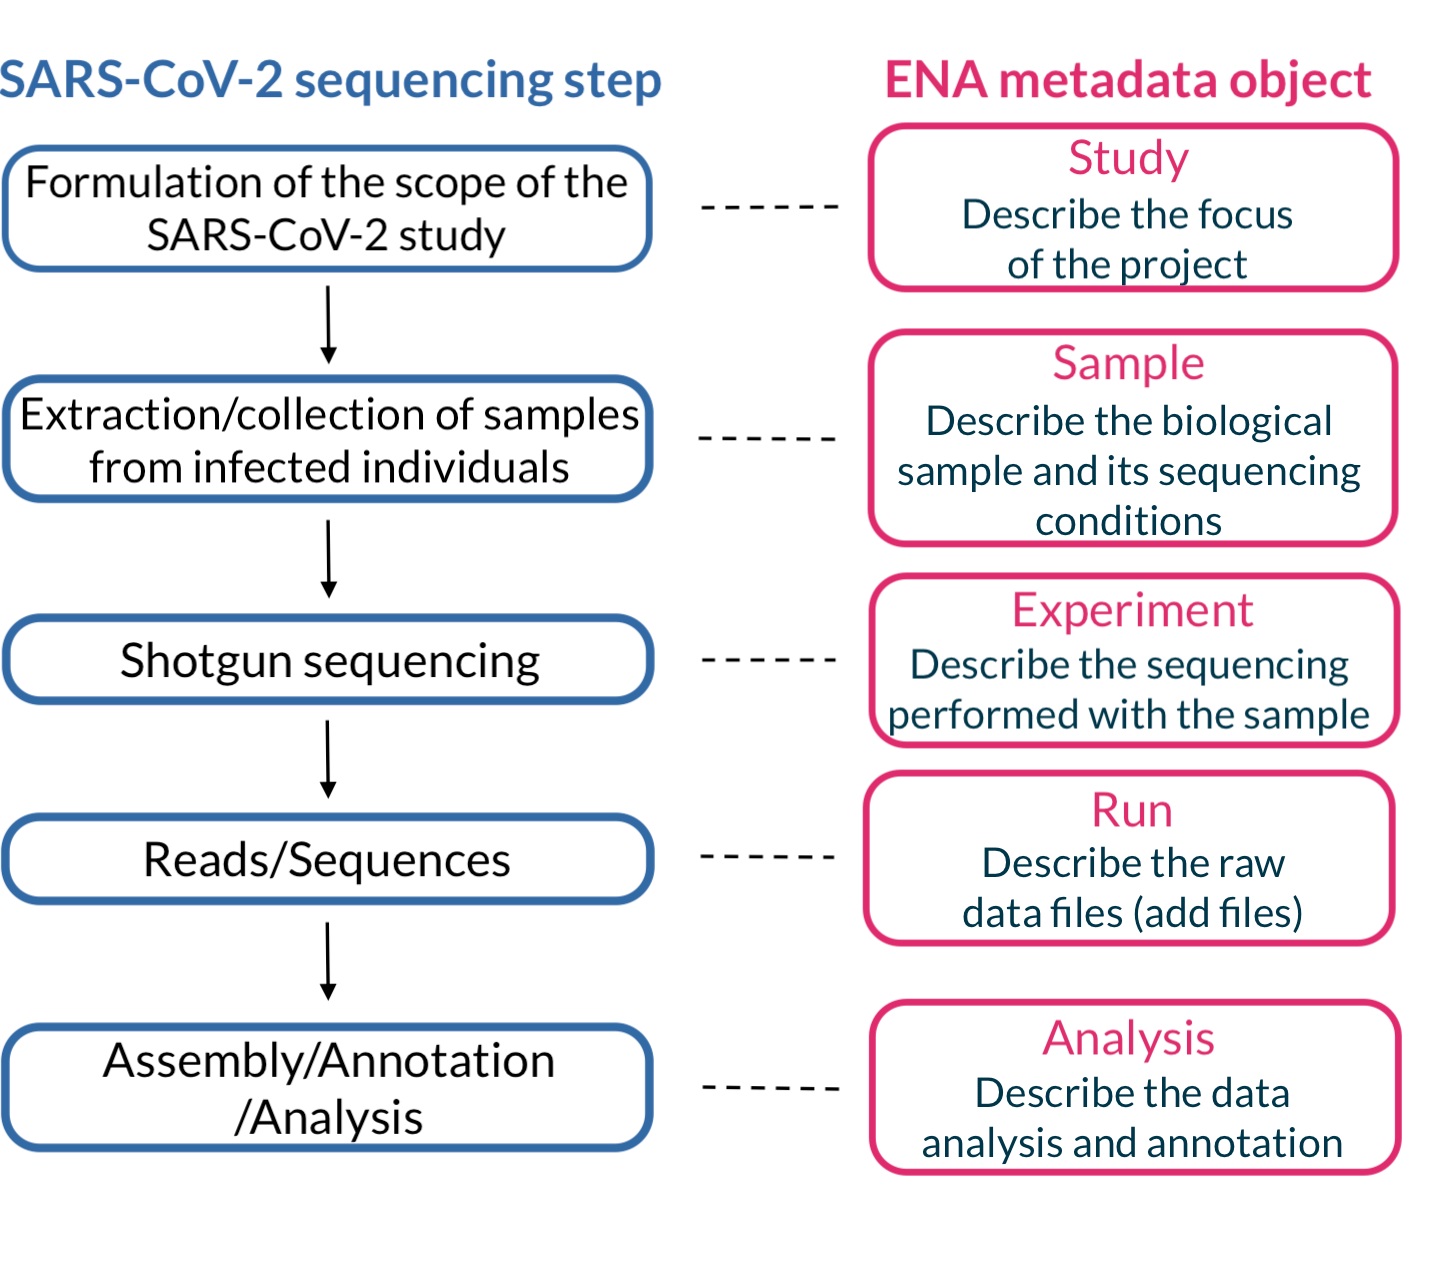 SARS-CoV-2 sequencing step
ENA metadata object
Formulation of the scope of the
SARS-CoV-2 study
Study
Describe the focus
of the project
Extraction/collection of samples
from infected individuals
Sample
Describe the biological
sample and its sequencing
conditions
Shotgun sequencing
Experiment
Describe the sequencing
performed with the sample
Reads/Sequences
Run
Describe the raw
data files (add files)
Assembly/Annotation
/Analysis
Analysis
Describe the data
analysis and annotation